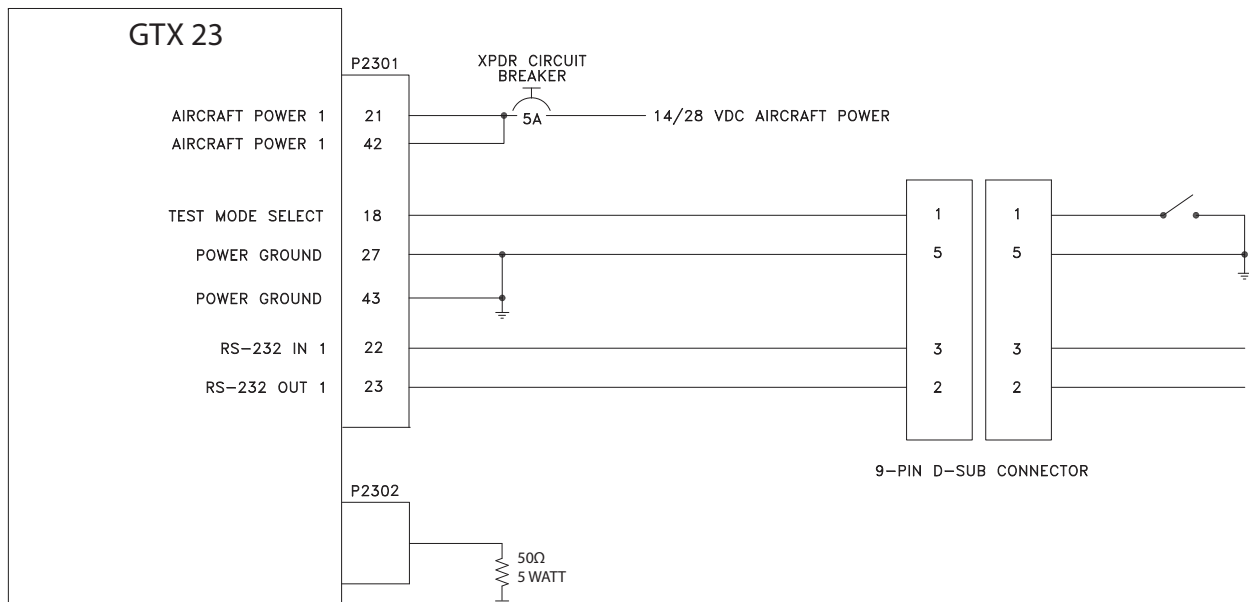 GTX 23
P2301
XPDR CIRCUIT
BREAKER
AIRCRAFT POWER 1 21 5A 14/28 VDC AIRCRAFT POWER
AIRCRAFT POWER 1 42
TEST MODE SELECT 18 1 1
POWER GROUND 27 5 5
POWER GROUND 43
RS-232 IN 1 22 3 3
RS-232 OUT 1 23 2 2
9-PIN D-SUB CONNECTOR
P2302
50Ω
5 WATT